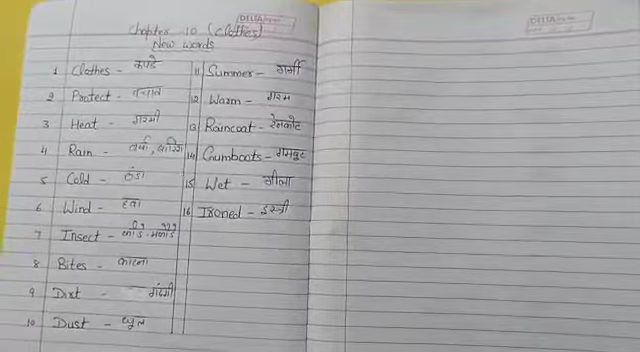 DELTA
DELTA
Chapter 10 (Clothes)
New words
1 Clothes - कपडे
2 Protect - बचाव
3 Heat - गरमी
4 Rain - वर्षा, बारिश
5 Cold - ठंडा
6 Wind - हवा
7 Insect - कीडे-मकोडे
8 Bites - काटना
9 Dirt - गंदगी
10 Dust - धूल
11 Summer - गर्मी
12 Warm - गरम
13 Raincoat - रेनकोट
14 Gumboots - गमबूट
15 Wet - गीला
16 Ironed - इस्त्री